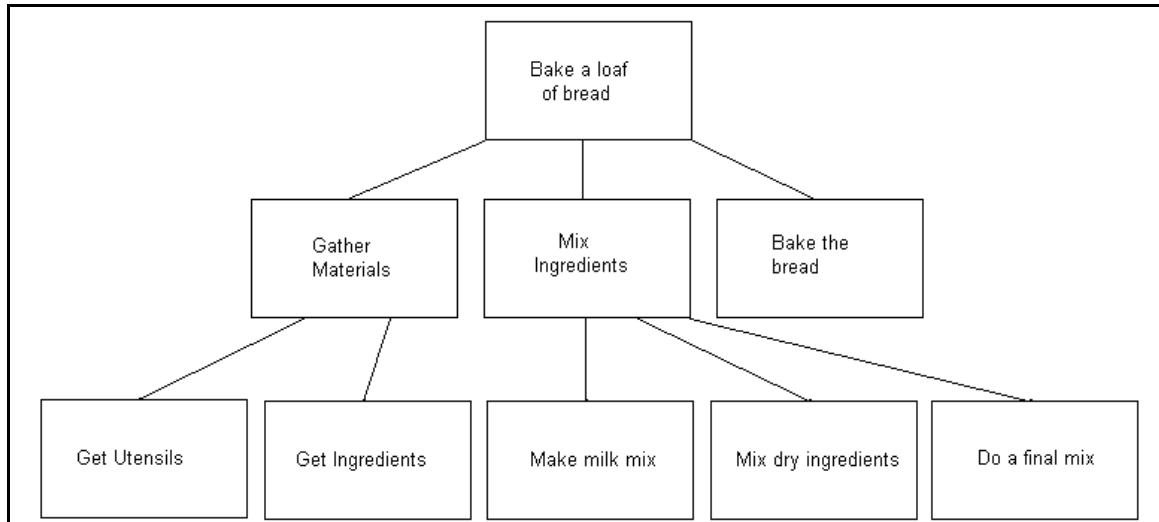 Bake a loaf
of bread
Gather
Materials
Mix
Ingredients
Bake the
bread
Get Utensils
Get Ingredients
Make milk mix
Mix dry ingredients
Do a final mix